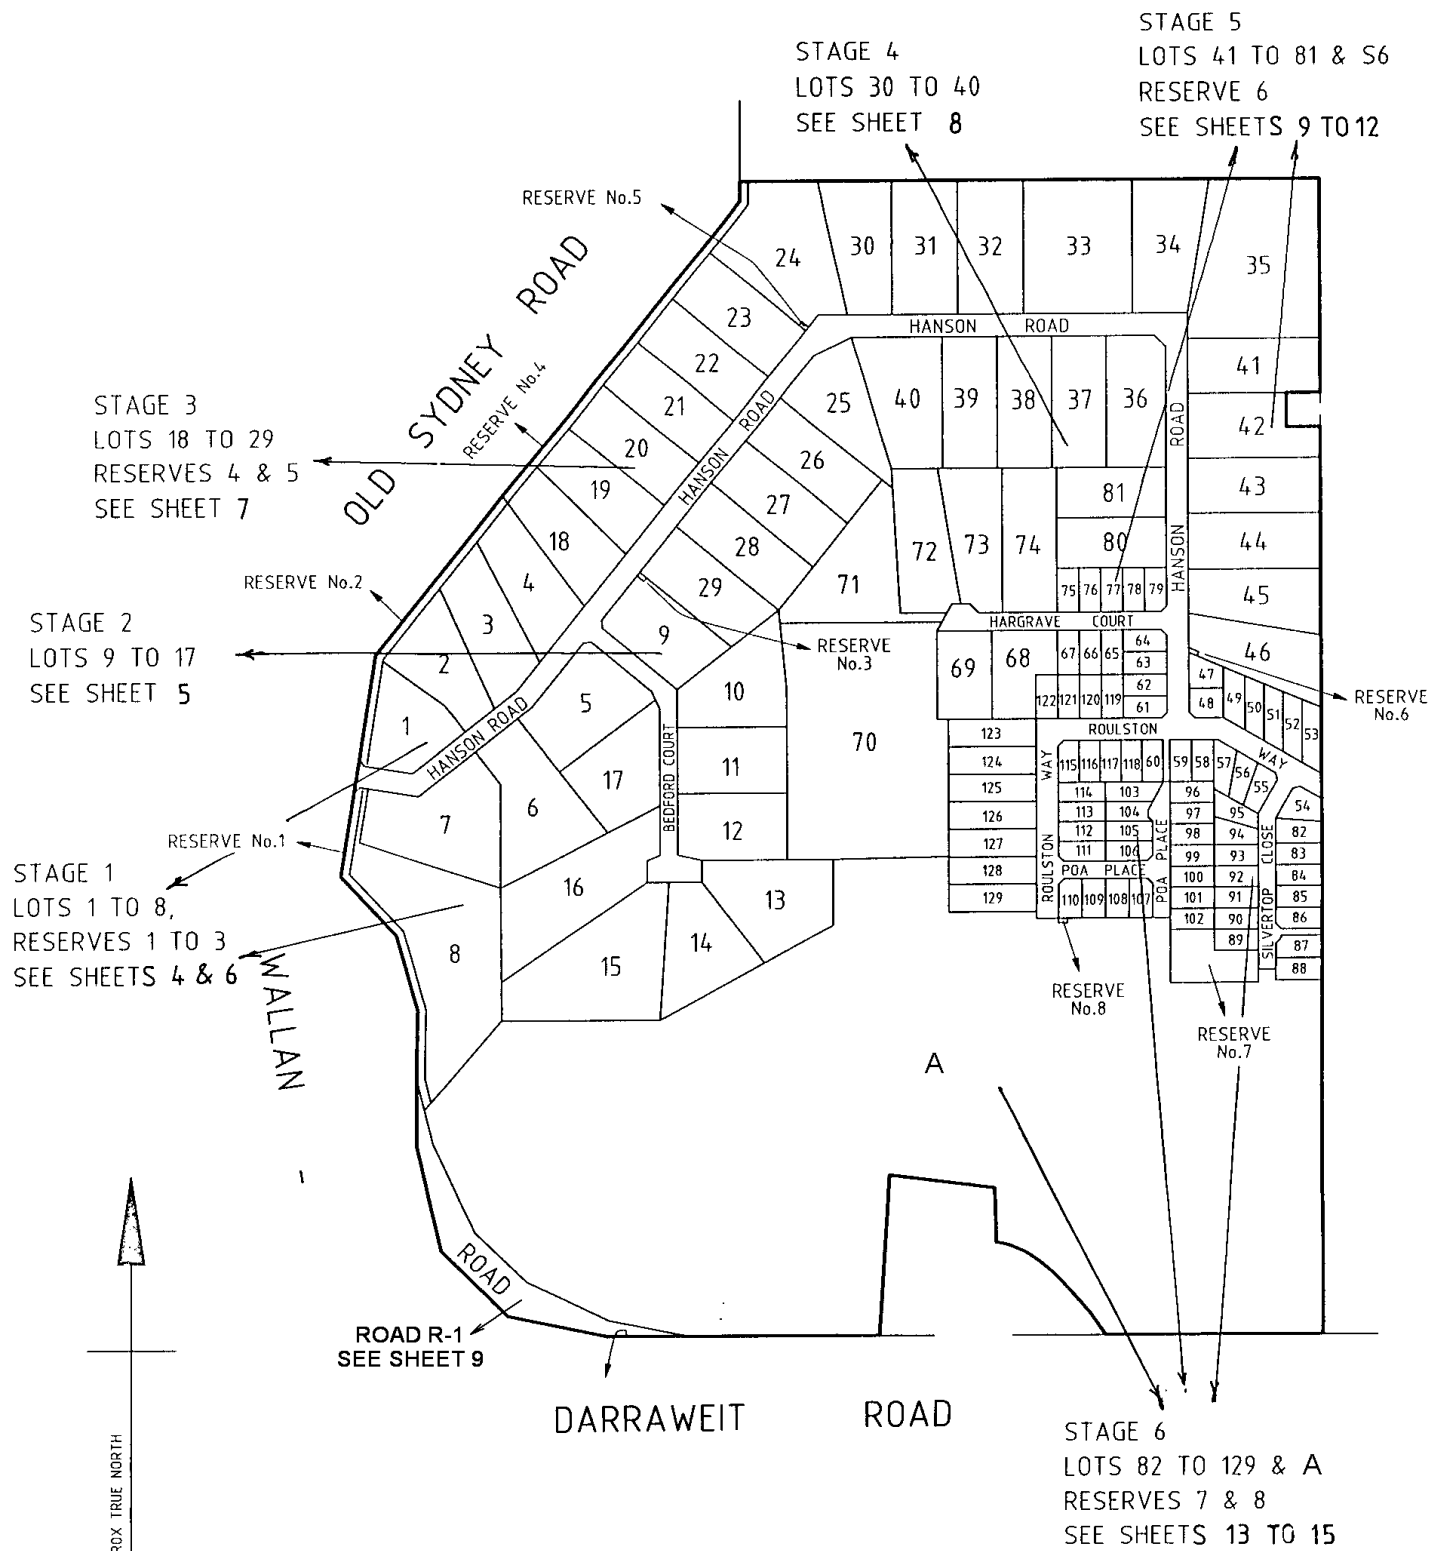 STAGE 5
LOTS 41 TO 81 & S6
RESERVE 6
SEE SHEETS 9 TO 12
STAGE 4
LOTS 30 TO 40
SEE SHEET 8
RESERVE No.5
OLD SYDNEY ROAD
RESERVE No.4
STAGE 3
LOTS 18 TO 29
RESERVES 4 & 5
SEE SHEET 7
RESERVE No.2
STAGE 2
LOTS 9 TO 17
SEE SHEET 5
RESERVE No.1
STAGE 1
LOTS 1 TO 8,
RESERVES 1 TO 3
SEE SHEETS 4 & 6
24
30
31
32
33
34
35
23
HANSON ROAD
22
41
21
25
40
39
38
37
36
20
HANSON ROAD
HANSON ROAD
42
19
26
27
81
43
18
28
72
73
74
80
44
4
29
71
75
76
77
78
79
45
3
9
HARGRAVE COURT
RESERVE
No.3
2
69
68
67
66
65
64
63
62
61
46
47
48
49
50
51
52
53
RESERVE
No.6
1
HANSON ROAD
5
10
122
121
120
119
70
123
124
125
126
127
128
129
ROULSTON WAY
ROULSTON WAY
115
116
117
118
60
59
58
57
56
55
54
17
11
6
BEDFORD COURT
7
12
114
113
112
111
103
104
105
106
POA PLACE
POA PLACE
96
97
98
99
100
101
102
95
94
93
92
91
90
89
SILVERTOP CLOSE
82
83
84
85
86
87
88
110
109
108
107
16
13
8
14
15
RESERVE
No.8
RESERVE
No.7
WALLAN
A
ROAD
ROAD R-1
SEE SHEET 9
DARRAWEIT ROAD
STAGE 6
LOTS 82 TO 129 & A
RESERVES 7 & 8
SEE SHEETS 13 TO 15
TRUE NORTH